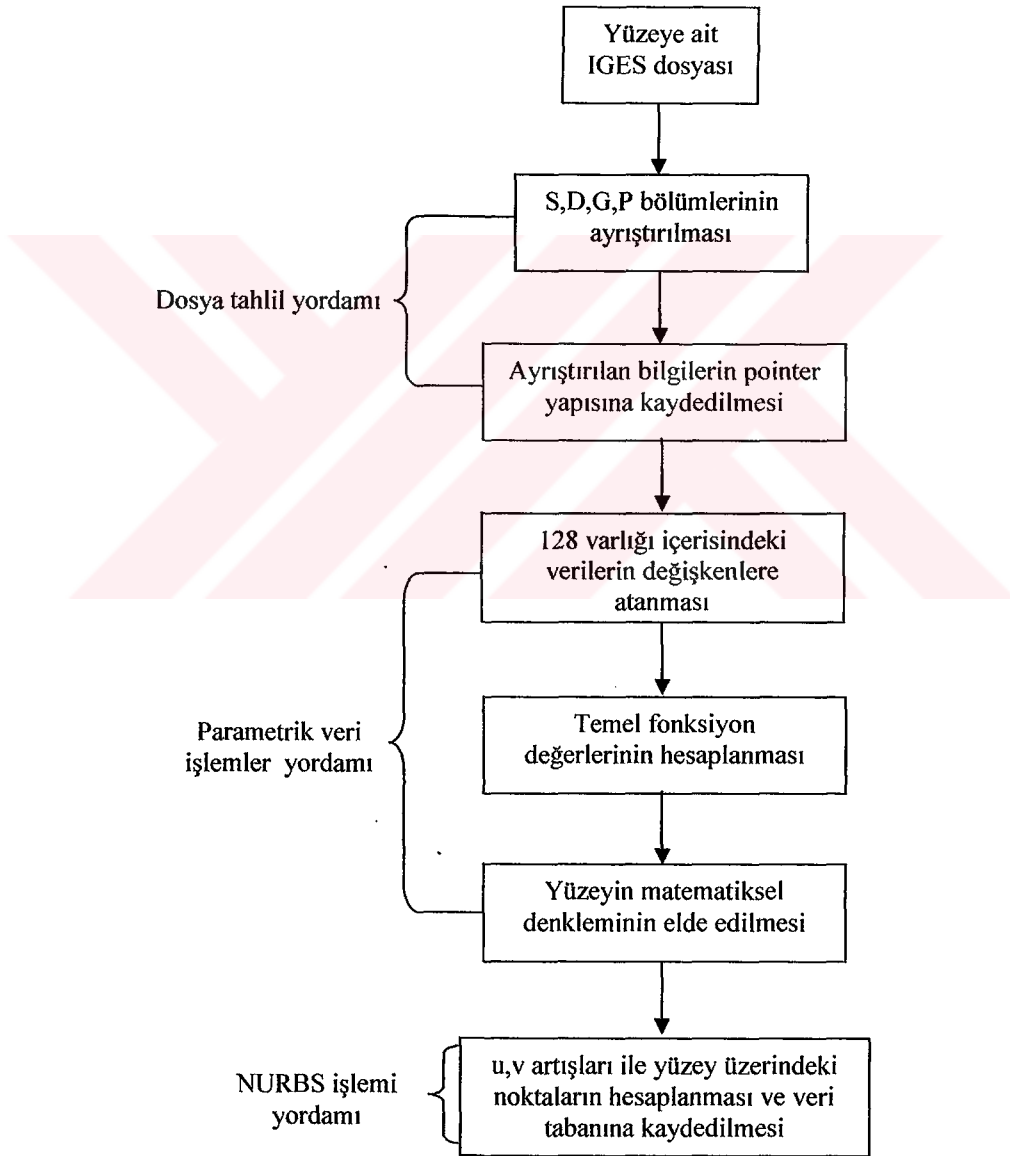 Yüzeye ait
IGES dosyası
S,D,G,P bölümlerinin
ayrıştırılması
Dosya tahlil yordamı
Ayrıştırılan bilgilerin pointer
yapısına kaydedilmesi
128 varlığı içerisindeki
verilerin değişkenlere
atanması
Parametrik veri
işlemler yordamı
Temel fonksiyon
değerlerinin hesaplanması
Yüzeyin matematiksel
denkleminin elde edilmesi
NURBS işlemi
yordamı
u,v artışları ile yüzey üzerindeki
noktaların hesaplanması ve veri
tabanına kaydedilmesi